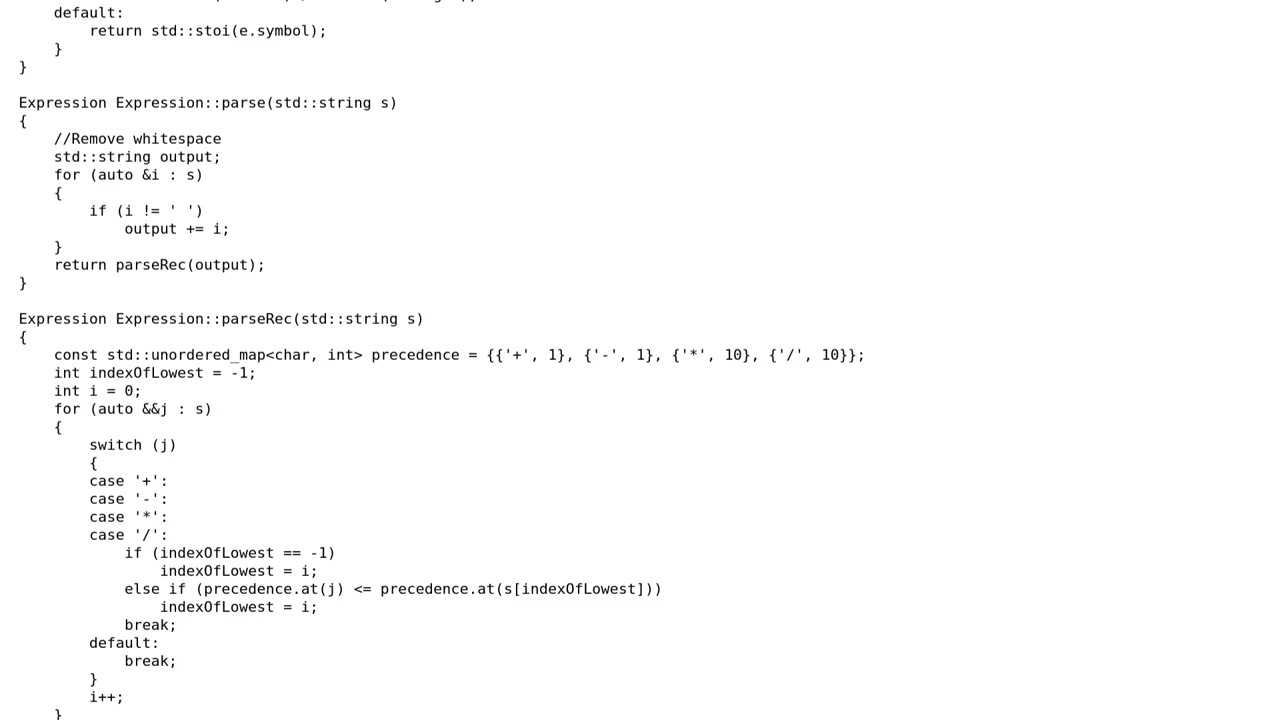 default:
        return std::stoi(e.symbol);
    }
}

Expression Expression::parse(std::string s)
{
    //Remove whitespace
    std::string output;
    for (auto &i : s)
    {
        if (i != ' ')
            output += i;
    }
    return parseRec(output);
}

Expression Expression::parseRec(std::string s)
{
    const std::unordered_map<char, int> precedence = {{'+', 1}, {'-', 1}, {'*', 10}, {'/', 10}};
    int indexOfLowest = -1;
    int i = 0;
    for (auto &&j : s)
    {
        switch (j)
        {
        case '+':
        case '-':
        case '*':
        case '/':
            if (indexOfLowest == -1)
                indexOfLowest = i;
            else if (precedence.at(j) <= precedence.at(s[indexOfLowest]))
                indexOfLowest = i;
            break;
        default:
            break;
        }
        i++;
    }